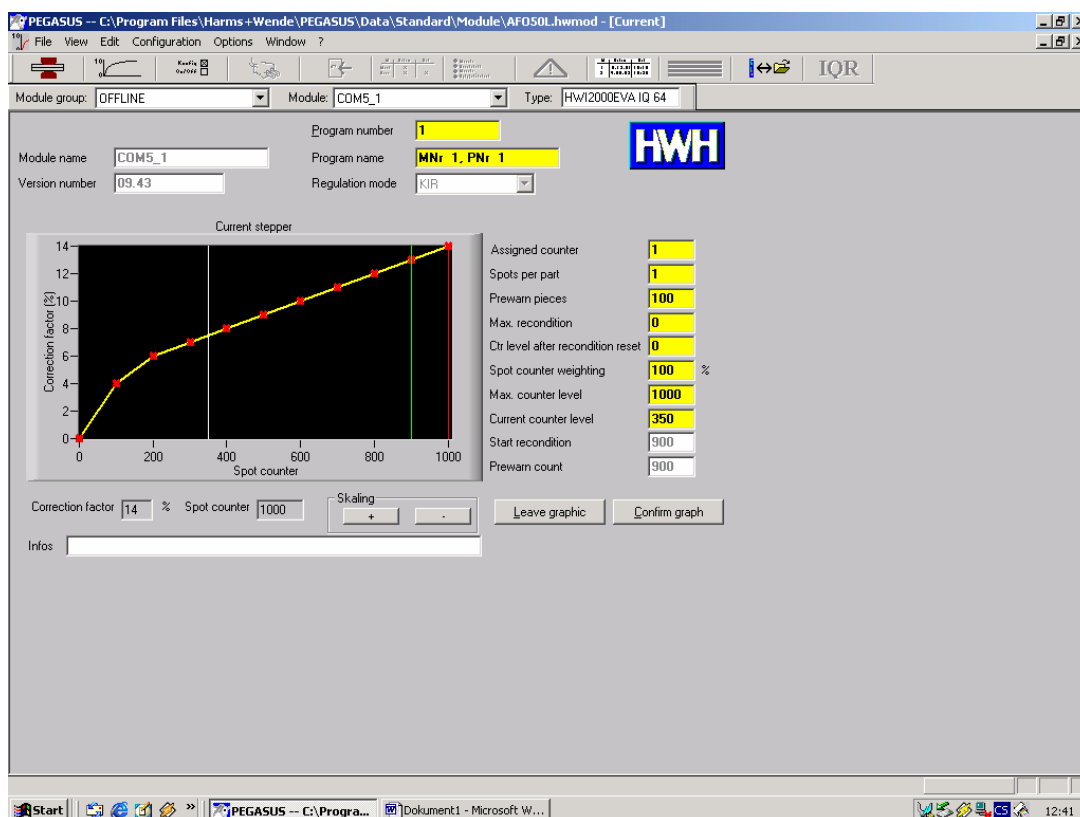 PEGASUS -- C:\Program Files\Harms+Wende\PEGASUS\Data\Standard\Module\AFO50L.hwmod - [Current]
File View Edit Configuration Options Window ?
Konfig
On/Off
IQR
Module group: OFFLINE Module: COM5_1 Type: HWI2000EVA IQ 64
Program number 1
HWH
Module name COM5_1 Program name MNr 1, PNr 1
Version number 09.43 Regulation mode KIR
Current stepper
Correction factor (%)
14
12
10
8
6
4
2
0
0 200 400 600 800 1000
Spot counter
Assigned counter 1
Spots per part 1
Prewarn pieces 100
Max. recondition 0
Ctr level after recondition reset 0
Spot counter weighting 100 %
Max. counter level 1000
Current counter level 350
Start recondition 900
Prewarn count 900
Correction factor 14 % Spot counter 1000
Skaling
+ -
Leave graphic Confirm graph
Infos
Start » PEGASUS -- C:\Progra... Dokument1 - Microsoft W... CS 12:41